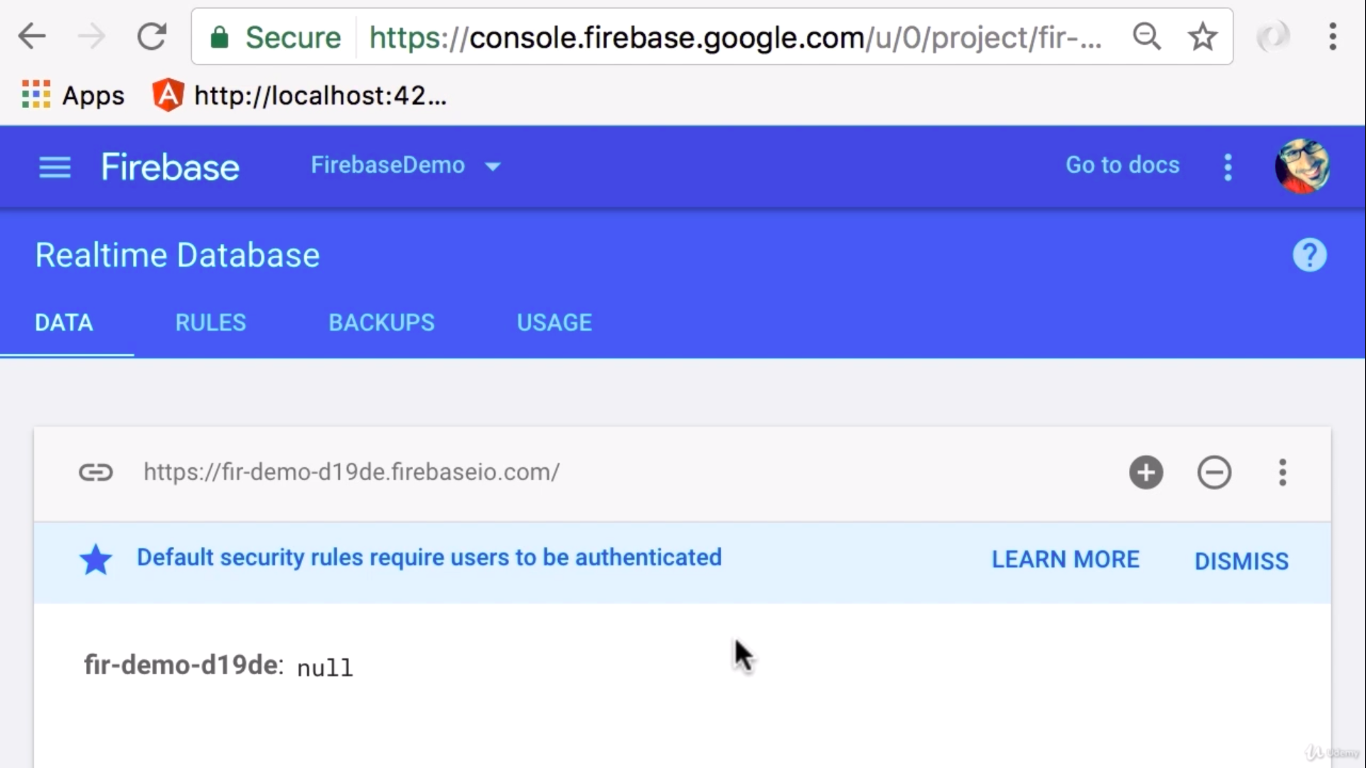 Secure https://console.firebase.google.com/u/0/project/fir-...
Apps http://localhost:42...
Firebase FirebaseDemo Go to docs
Realtime Database ?
DATA RULES BACKUPS USAGE
https://fir-demo-d19de.firebaseio.com/
Default security rules require users to be authenticated LEARN MORE DISMISS
fir-demo-d19de: null
Udemy